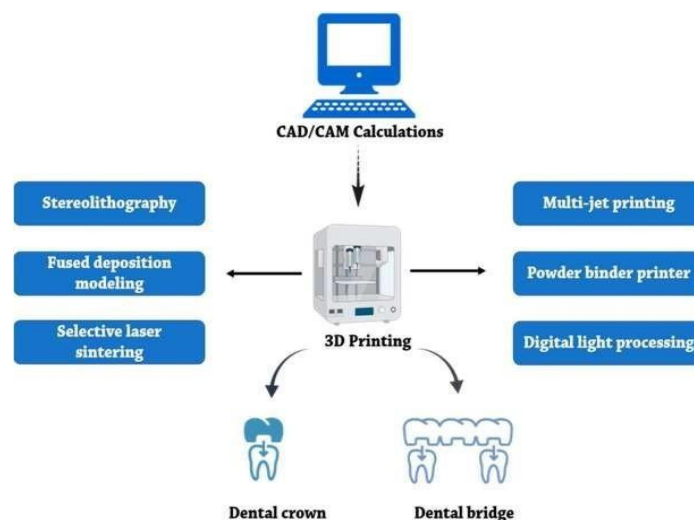 CAD/CAM Calculations
Stereolithography
Fused deposition
modeling
Selective laser
sintering
Multi-jet printing
Powder binder printer
Digital light processing
3D Printing
Dental crown
Dental bridge